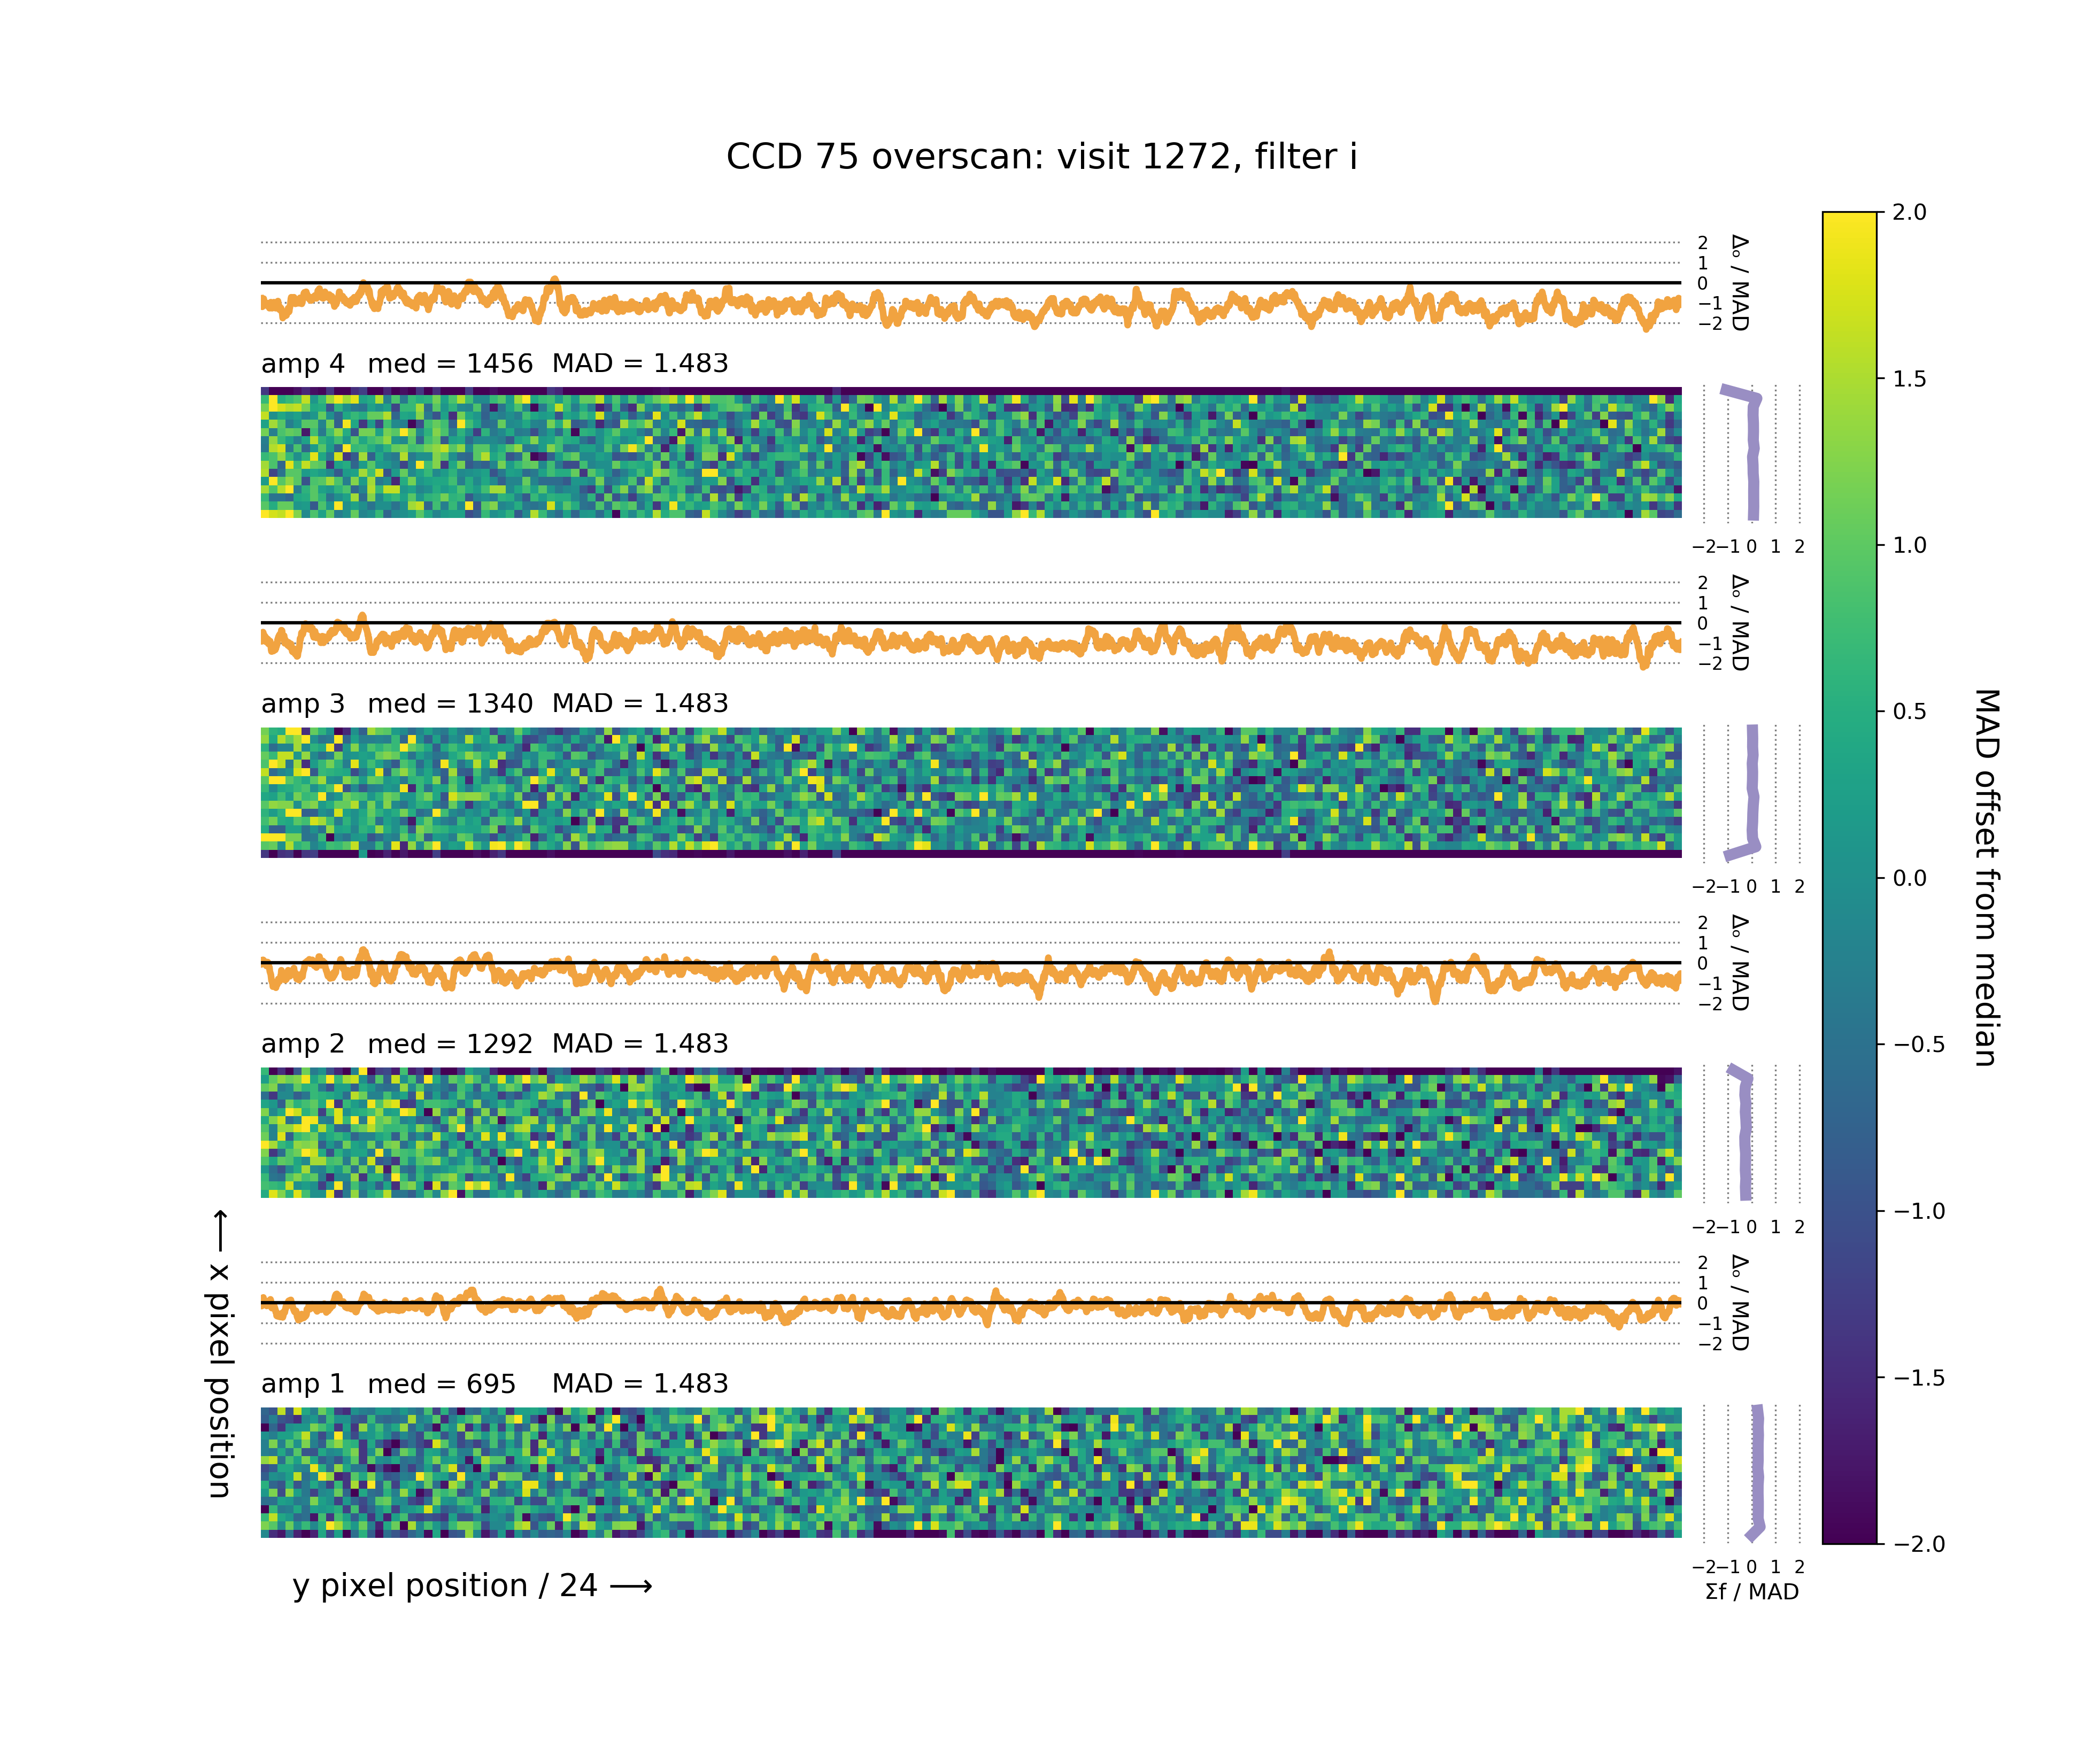 CCD 75 overscan: visit 1272, filter i
2
1
0
−1
−2
Δₒ / MAD
amp 4 med = 1456 MAD = 1.483
−2 −1 0 1 2
2
1
0
−1
−2
Δₒ / MAD
amp 3 med = 1340 MAD = 1.483
−2 −1 0 1 2
2
1
0
−1
−2
Δₒ / MAD
amp 2 med = 1292 MAD = 1.483
−2 −1 0 1 2
2
1
0
−1
−2
Δₒ / MAD
amp 1 med = 695 MAD = 1.483
−2 −1 0 1 2
Σf / MAD
x pixel position ⟶
y pixel position / 24 ⟶
2.0
1.5
1.0
0.5
0.0
−0.5
−1.0
−1.5
−2.0
MAD offset from median